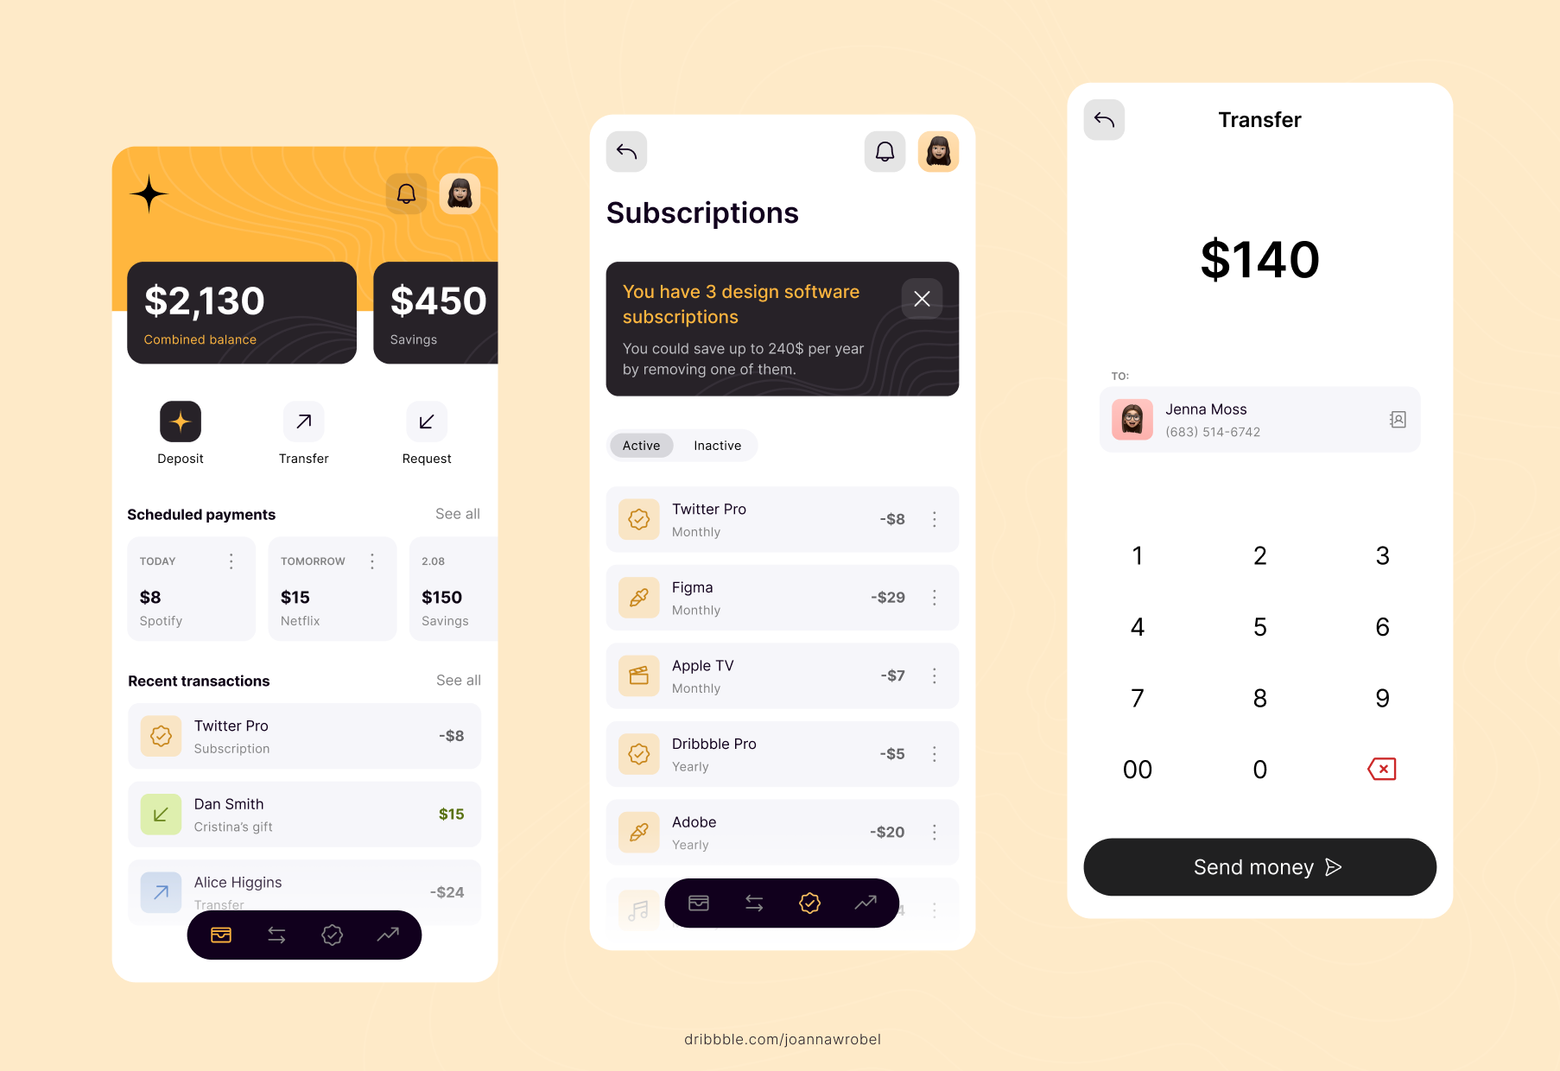 $2,130
Combined balance
$450
Savings
Deposit
Transfer
Request
Scheduled payments
See all
TODAY
$8
Spotify
TOMORROW
$15
Netflix
2.08
$150
Savings
Recent transactions
See all
Twitter Pro
Subscription
-$8
Dan Smith
Cristina's gift
$15
Alice Higgins
Transfer
-$24
Subscriptions
You have 3 design software
subscriptions
You could save up to 240$ per year
by removing one of them.
Active
Inactive
Twitter Pro
Monthly
-$8
Figma
Monthly
-$29
Apple TV
Monthly
-$7
Dribbble Pro
Yearly
-$5
Adobe
Yearly
-$20
4
Transfer
$140
TO:
Jenna Moss
(683) 514-6742
1 2 3
4 5 6
7 8 9
00 0
Send money
dribbble.com/joannawrobel